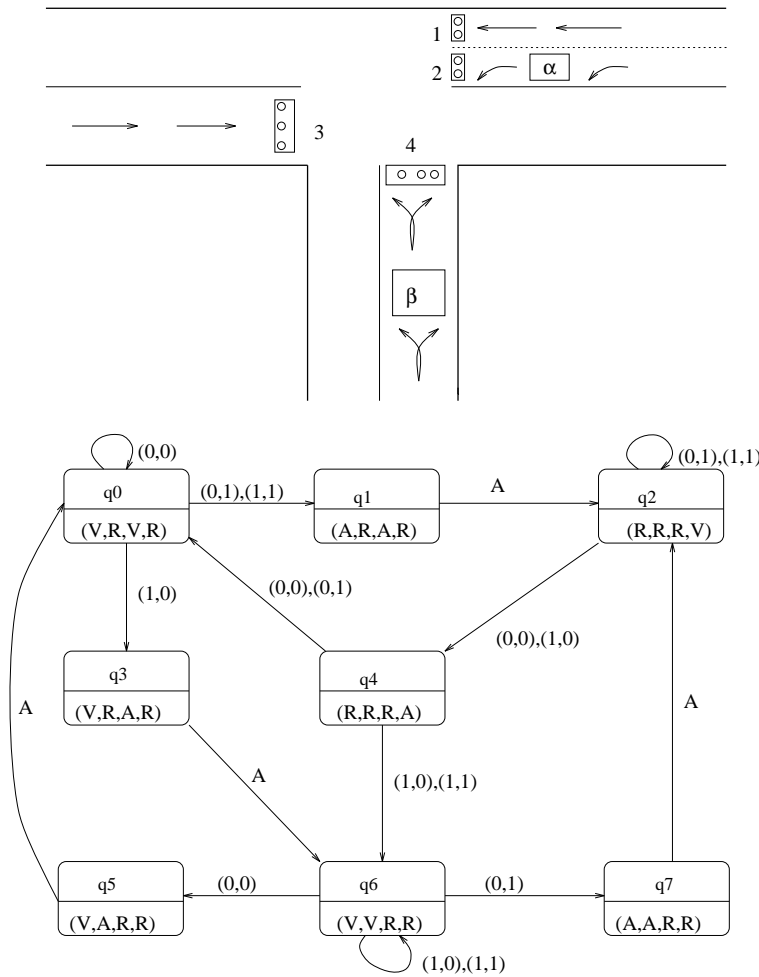 1
2
α
3
4
β
(0,0)
(0,1),(1,1)
q0
(V,R,V,R)
(0,1),(1,1)
q1
(A,R,A,R)
A
q2
(R,R,R,V)
(1,0)
(0,0),(0,1)
(0,0),(1,0)
q3
(V,R,A,R)
q4
(R,R,R,A)
A
A
A
(1,0),(1,1)
q5
(V,A,R,R)
(0,0)
q6
(V,V,R,R)
(0,1)
q7
(A,A,R,R)
(1,0),(1,1)